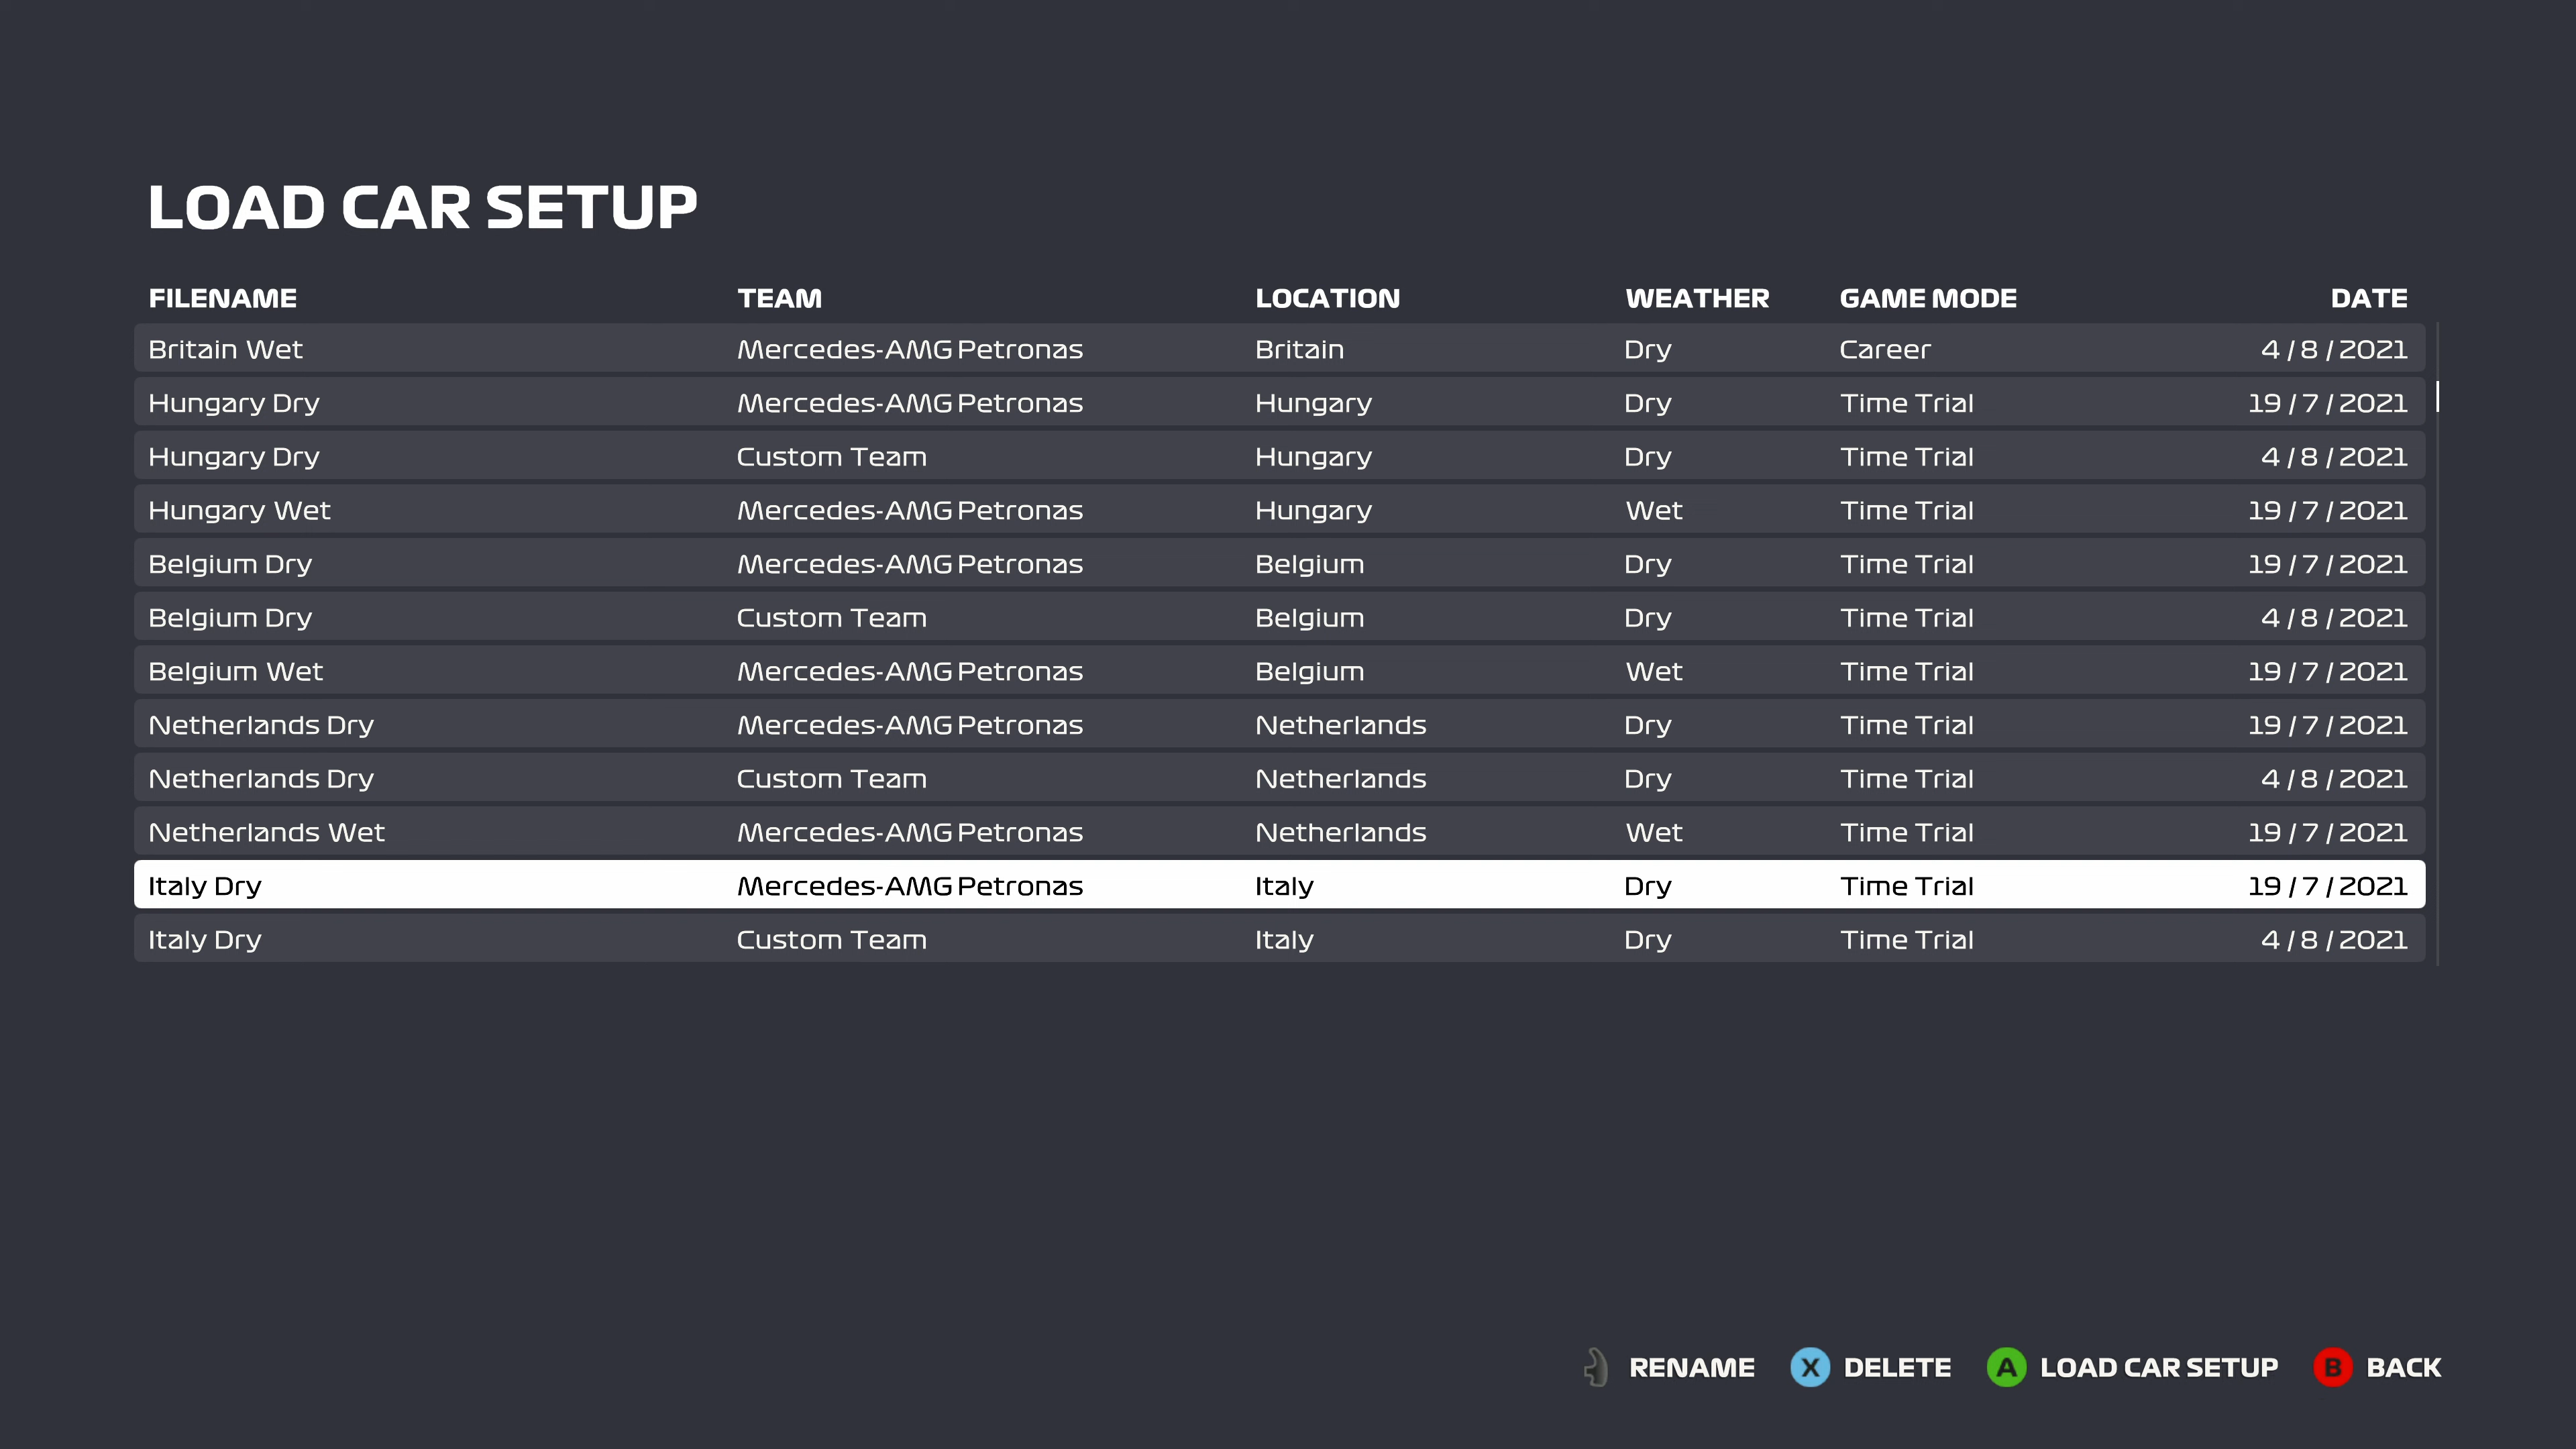 LOAD CAR SETUP
FILENAME TEAM LOCATION WEATHER GAME MODE DATE
Britain Wet Mercedes-AMG Petronas Britain Dry Career 4 / 8 / 2021
Hungary Dry Mercedes-AMG Petronas Hungary Dry Time Trial 19 / 7 / 2021
Hungary Dry Custom Team Hungary Dry Time Trial 4 / 8 / 2021
Hungary Wet Mercedes-AMG Petronas Hungary Wet Time Trial 19 / 7 / 2021
Belgium Dry Mercedes-AMG Petronas Belgium Dry Time Trial 19 / 7 / 2021
Belgium Dry Custom Team Belgium Dry Time Trial 4 / 8 / 2021
Belgium Wet Mercedes-AMG Petronas Belgium Wet Time Trial 19 / 7 / 2021
Netherlands Dry Mercedes-AMG Petronas Netherlands Dry Time Trial 19 / 7 / 2021
Netherlands Dry Custom Team Netherlands Dry Time Trial 4 / 8 / 2021
Netherlands Wet Mercedes-AMG Petronas Netherlands Wet Time Trial 19 / 7 / 2021
Italy Dry Mercedes-AMG Petronas Italy Dry Time Trial 19 / 7 / 2021
Italy Dry Custom Team Italy Dry Time Trial 4 / 8 / 2021
RENAME X DELETE A LOAD CAR SETUP B BACK